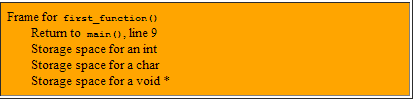 Frame for first_function()
Return to main(), line 9
Storage space for an int
Storage space for a char
Storage space for a void *